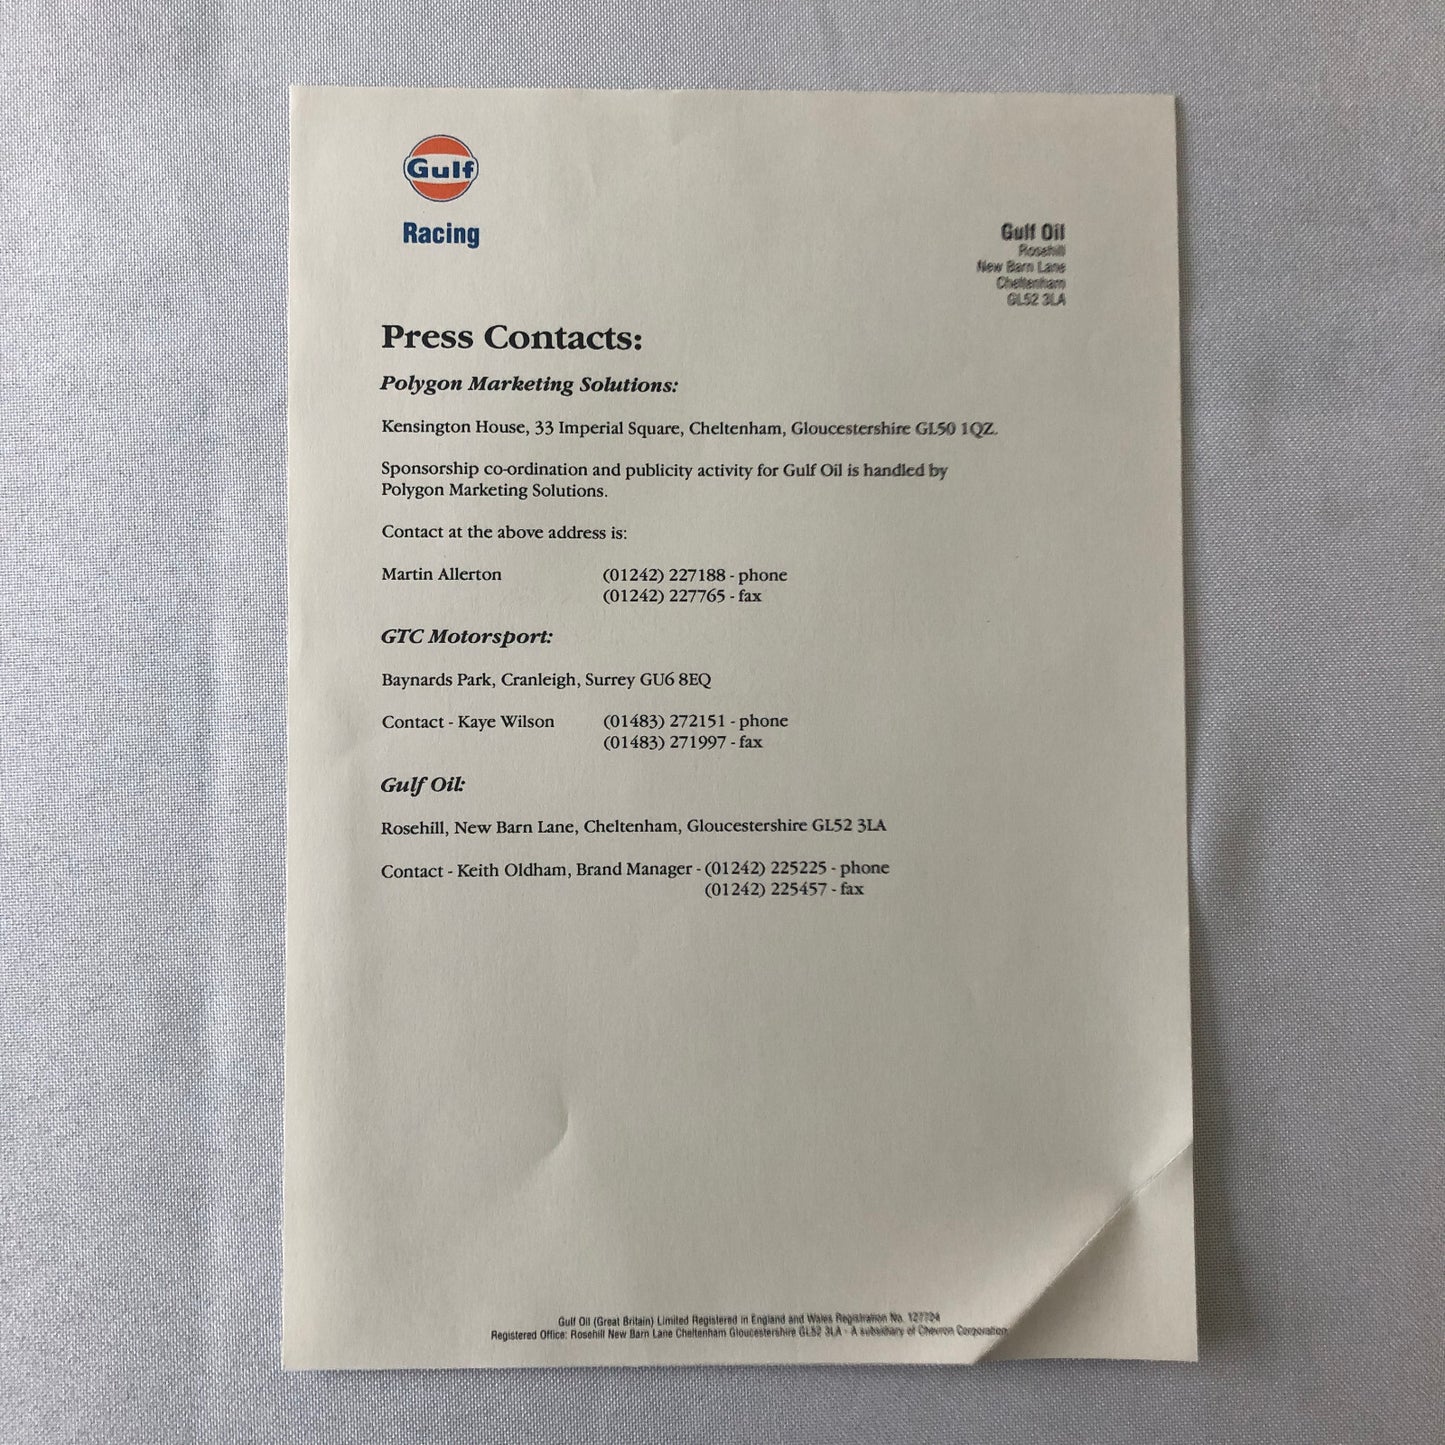 Gulf
Racing
Gulf Oil
Rosehill
New Barn Lane
Cheltenham
GL52 3LA
Press Contacts:
Polygon Marketing Solutions:
Kensington House, 33 Imperial Square, Cheltenham, Gloucestershire GL50 1QZ.
Sponsorship co-ordination and publicity activity for Gulf Oil is handled by
Polygon Marketing Solutions.
Contact at the above address is:
Martin Allerton (01242) 227188 - phone
(01242) 227765 - fax
GTC Motorsport:
Baynards Park, Cranleigh, Surrey GU6 8EQ
Contact - Kaye Wilson (01483) 272151 - phone
(01483) 271997 - fax
Gulf Oil:
Rosehill, New Barn Lane, Cheltenham, Gloucestershire GL52 3LA
Contact - Keith Oldham, Brand Manager - (01242) 225225 - phone
(01242) 225457 - fax
Gulf Oil (Great Britain) Limited Registered in England and Wales Registration No.
Registered Office: Rosehill New Barn Lane Cheltenham Gloucestershire GL52 3LA - A subsidiary of Chevron Corporation